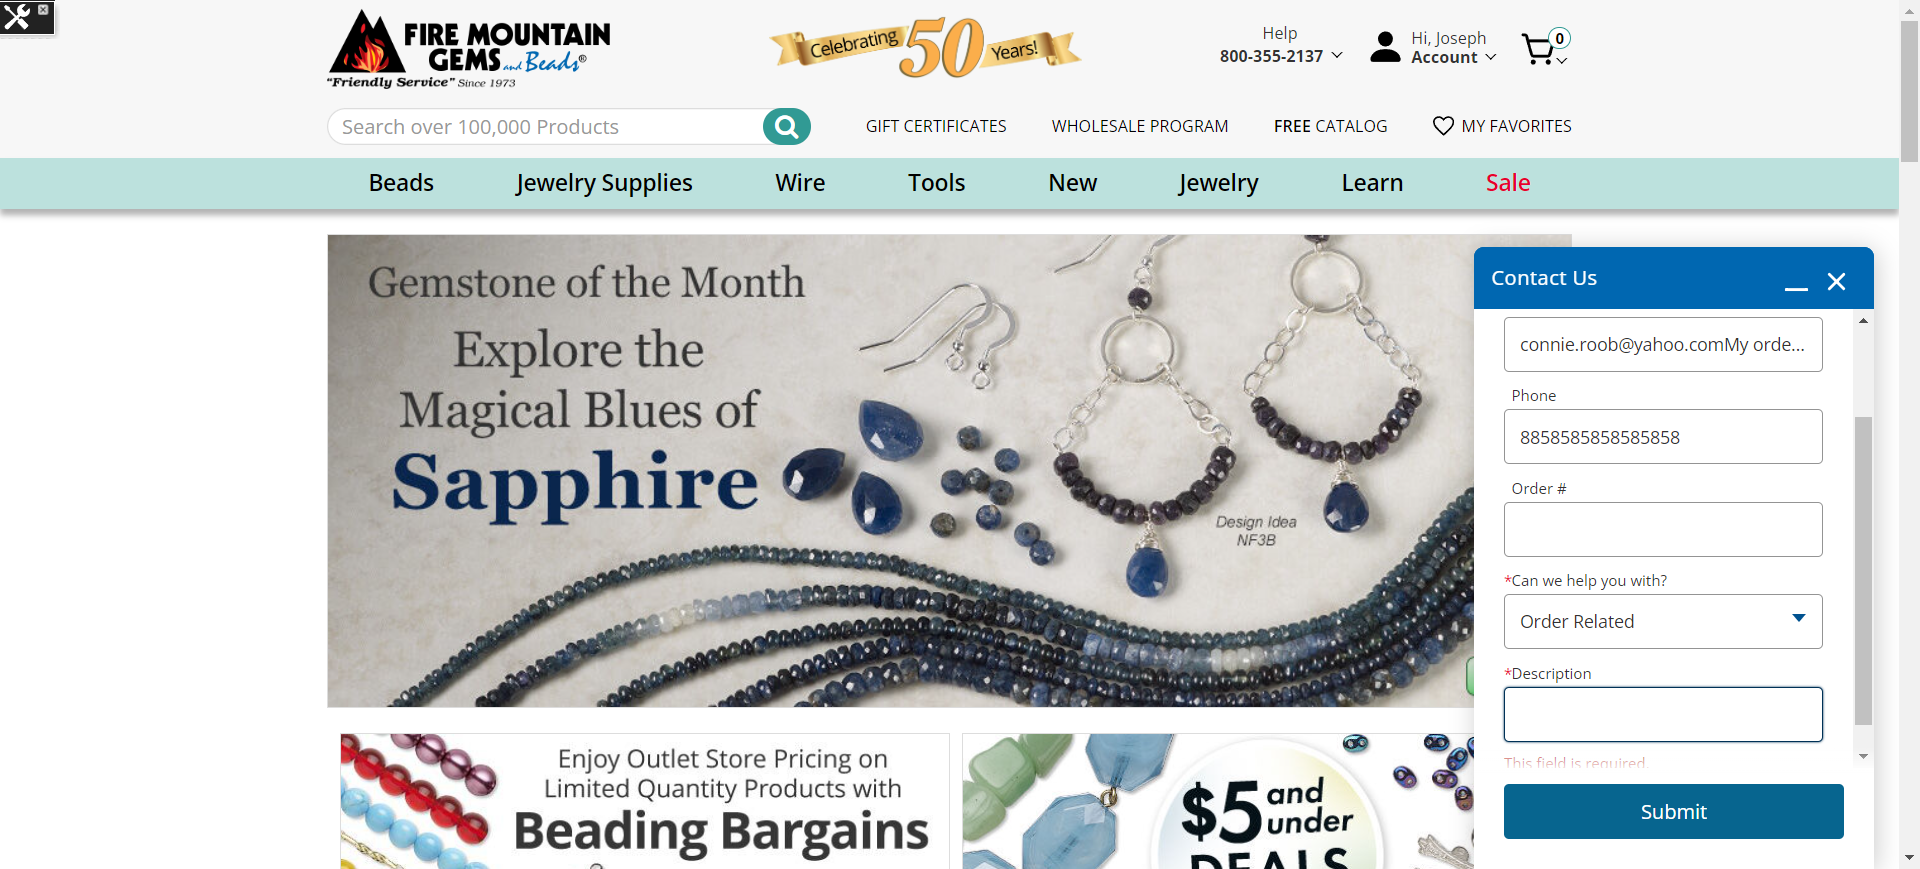 FIRE MOUNTAIN
GEMS and Beads®
"Friendly Service" Since 1973
Celebrating 50 Years!
Help
800-355-2137
Hi, Joseph
Account
0
Search over 100,000 Products
GIFT CERTIFICATES
WHOLESALE PROGRAM
FREE CATALOG
MY FAVORITES
Beads
Jewelry Supplies
Wire
Tools
New
Jewelry
Learn
Sale
Gemstone of the Month
Explore the
Magical Blues of
Sapphire
Design Idea
NF3B
Enjoy Outlet Store Pricing on
Limited Quantity Products with
Beading Bargains
$5 and
under
DEALS
Contact Us
connie.roob@yahoo.comMy orde...
Phone
8858585858585858
Order #
*Can we help you with?
Order Related
*Description
This field is required
Submit